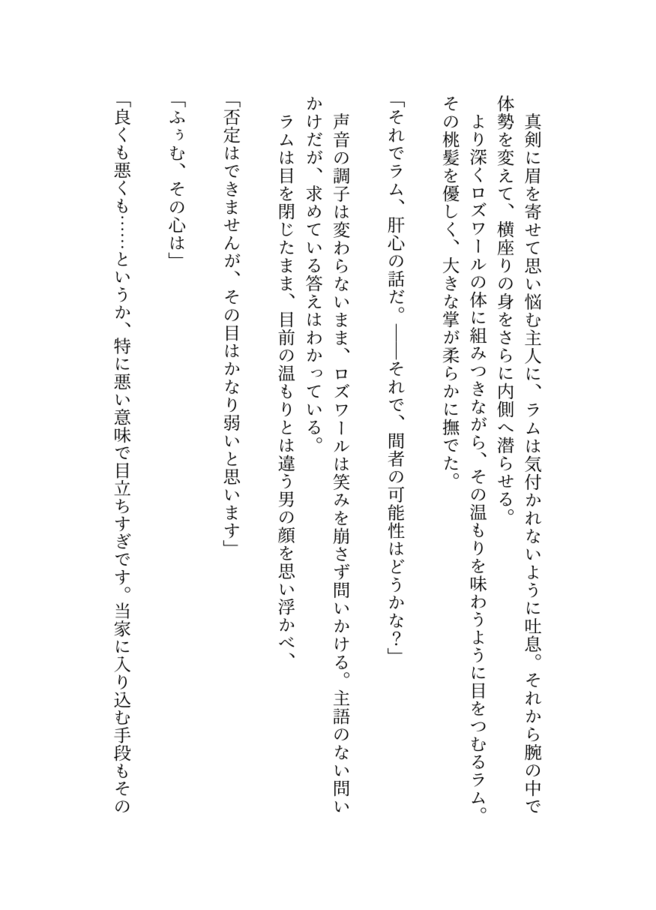 真剣に眉を寄せて思い悩む主人に、ラムは気付かれないように吐息。それから腕の中で
体勢を変えて、横座りの身をさらに内側へ潜らせる。
より深くロズワールの体に組みつきながら、その温もりを味わうように目をつむるラム。
その桃髪を優しく、大きな掌が柔らかに撫でた。
「それでラム、肝心の話だ。――それで、間者の可能性はどうかな？」
声音の調子は変わらないまま、ロズワールは笑みを崩さず問いかける。主語のない問い
かけだが、求めている答えはわかっている。
ラムは目を閉じたまま、目前の温もりとは違う男の顔を思い浮かべ、
「否定はできませんが、その目はかなり弱いと思います」
「ふぅむ、その心は」
「良くも悪くも……というか、特に悪い意味で目立ちすぎです。当家に入り込む手段もその